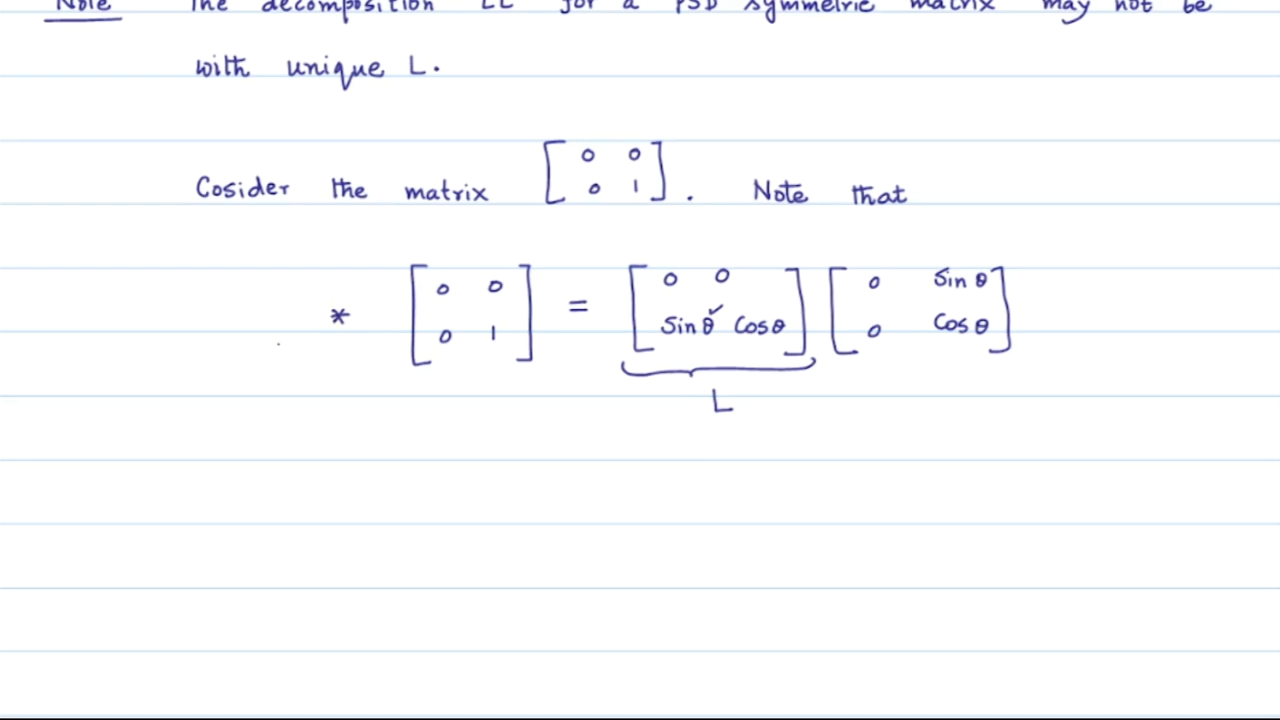 Note The decomposition LL for a PSD symmetric matrix may not be
with unique L.
Cosider the matrix [ 0 0 ; 0 1 ] . Note that
* [ 0 0 ; 0 1 ] = [ 0 0 ; Sinθ Cosθ ] [ 0 Sinθ ; 0 Cosθ ]
L